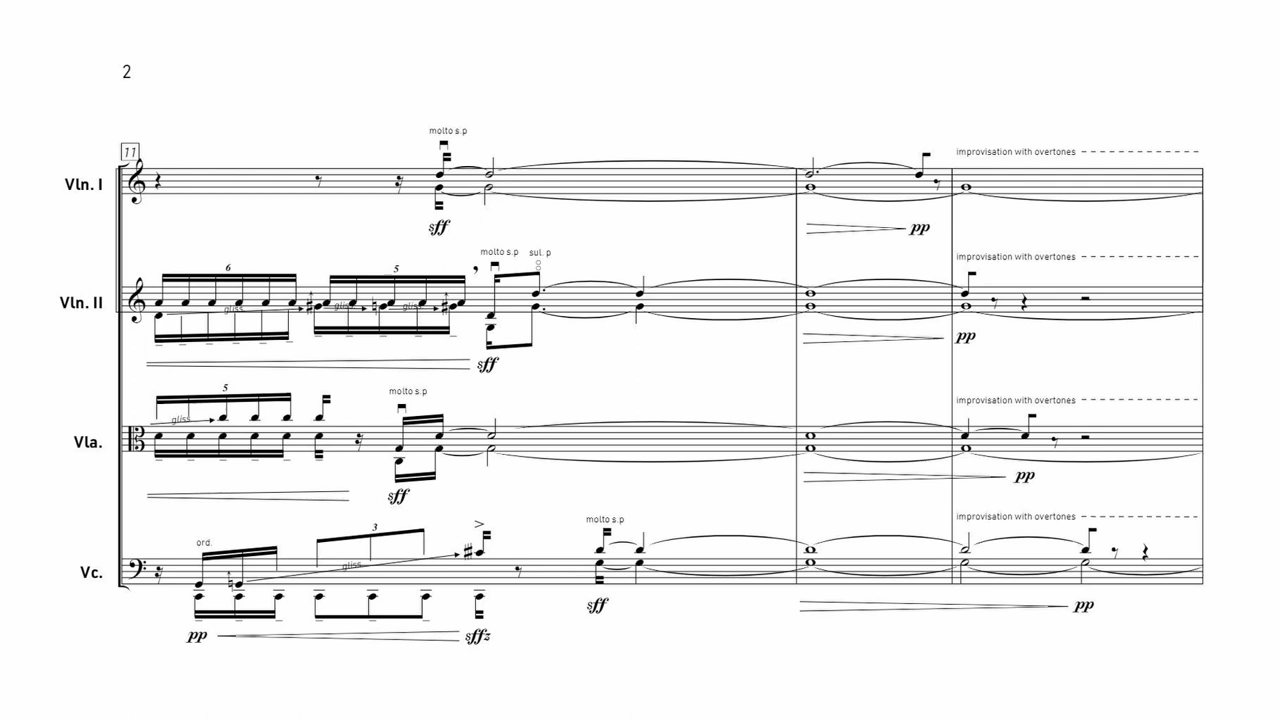 2
molto s.p
11
improvisation with overtones
Vln. I
sff
pp
molto s.p sul. p
improvisation with overtones
6
5
Vln. II
gliss. gliss. gliss.
pp
sff
5
molto s.p
improvisation with overtones
gliss.
Vla.
pp
sff
improvisation with overtones
molto s.p
3
ord.
gliss.
Vc.
sff
pp
pp
sffz